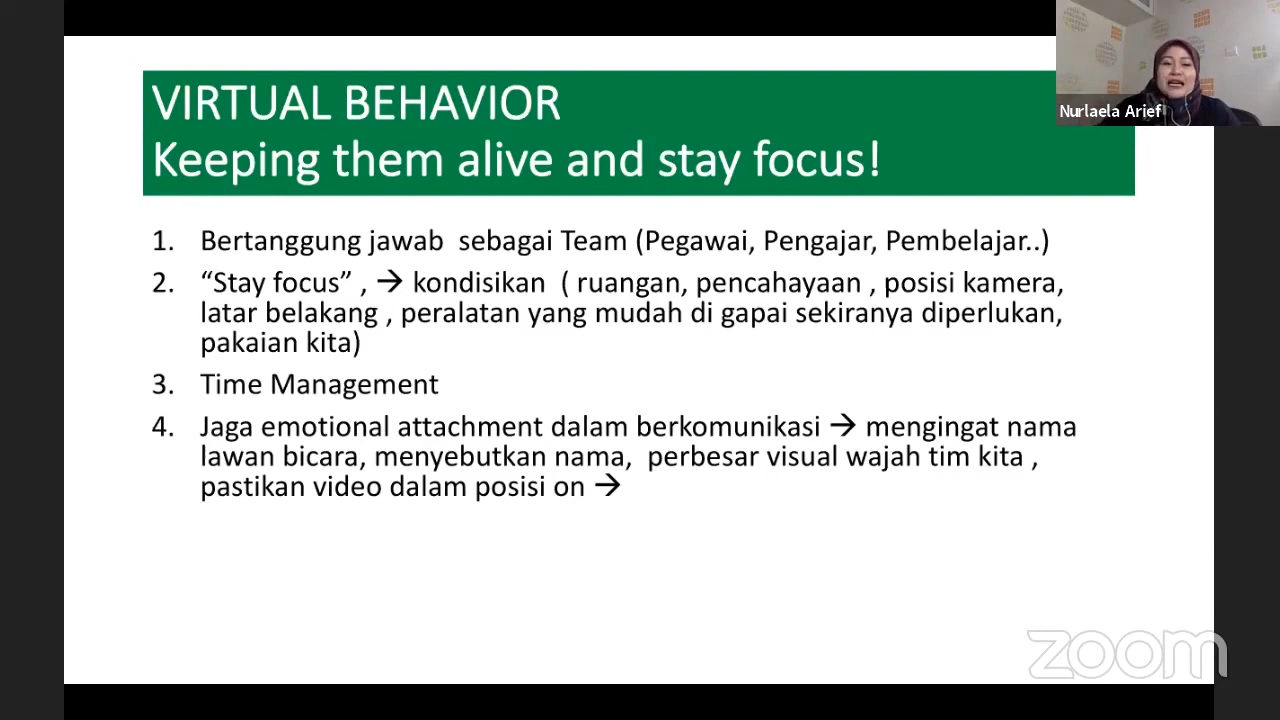 VIRTUAL BEHAVIOR
Keeping them alive and stay focus!
Nurlaela Arief
1. Bertanggung jawab sebagai Team (Pegawai, Pengajar, Pembelajar..)
2. “Stay focus” , → kondisikan ( ruangan, pencahayaan , posisi kamera,
latar belakang , peralatan yang mudah di gapai sekiranya diperlukan,
pakaian kita)
3. Time Management
4. Jaga emotional attachment dalam berkomunikasi → mengingat nama
lawan bicara, menyebutkan nama, perbesar visual wajah tim kita ,
pastikan video dalam posisi on →
zoom